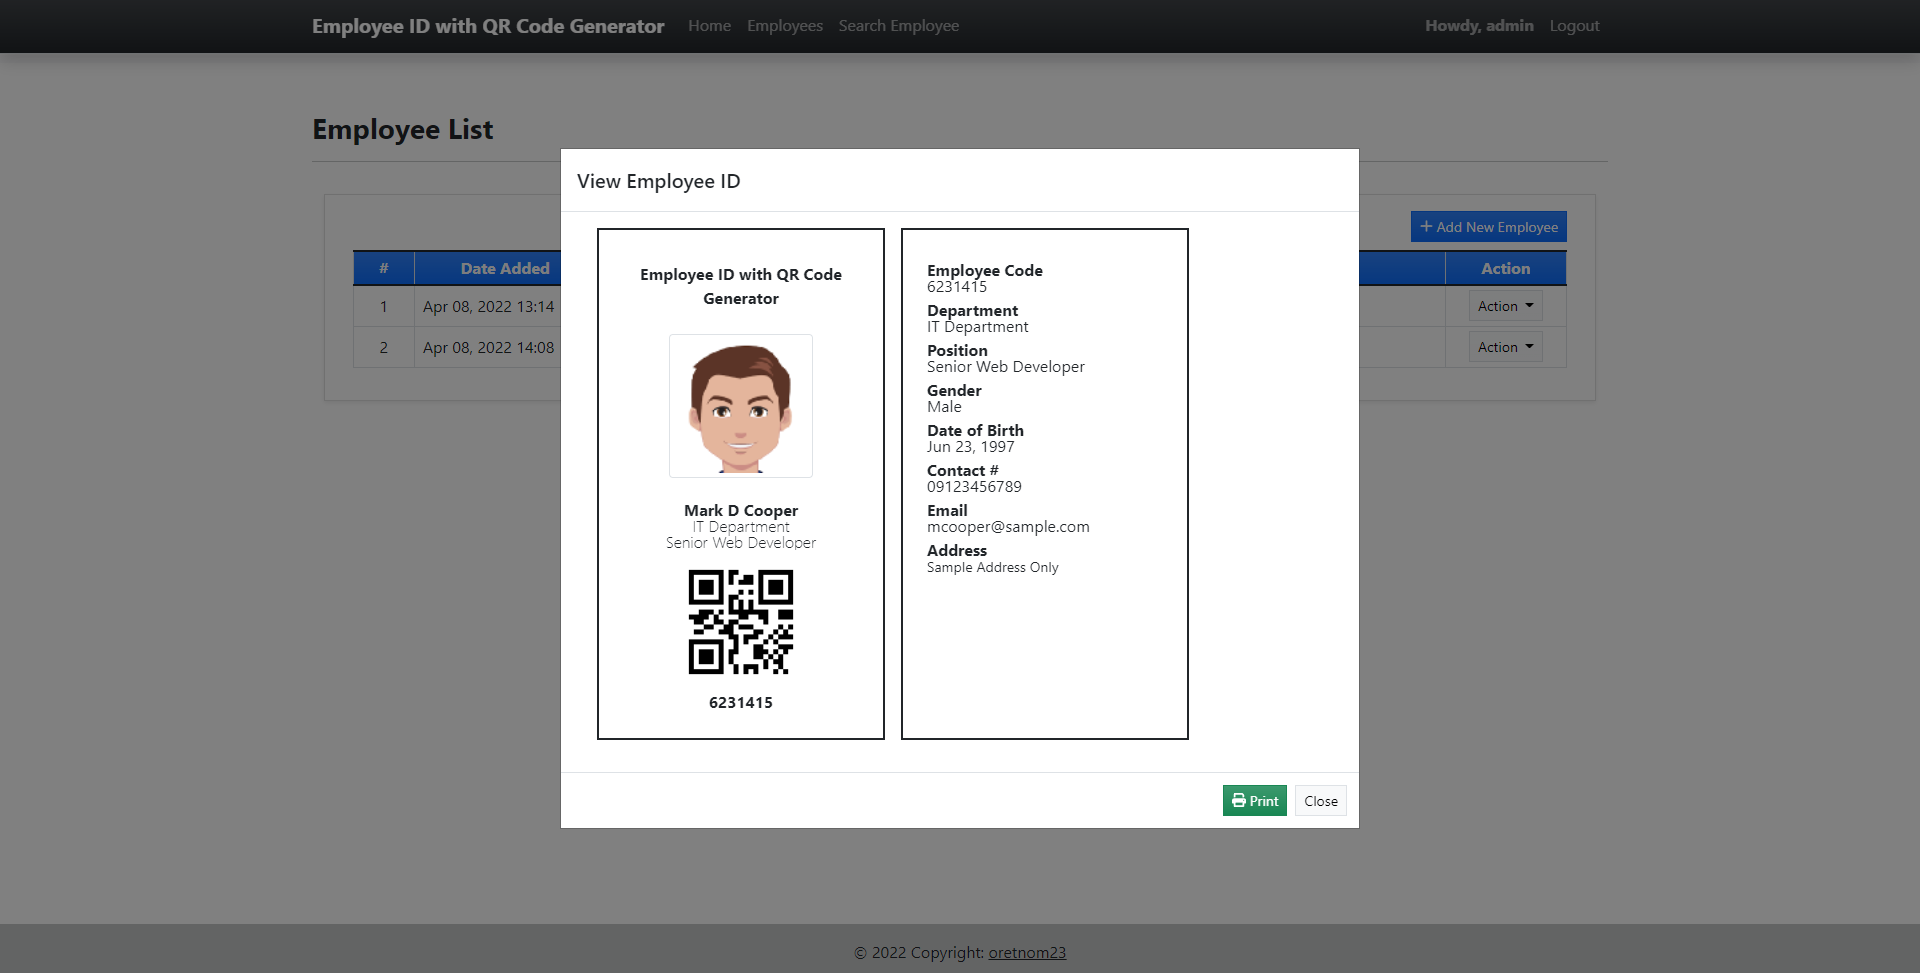 Employee ID with QR Code Generator Home Employees Search Employee Howdy, admin Logout
Employee List
View Employee ID
+ Add New Employee
# Date Added Action
1 Apr 08, 2022 13:14 Action
2 Apr 08, 2022 14:08 Action
Employee ID with QR Code
Generator
Mark D Cooper
IT Department
Senior Web Developer
6231415
Employee Code
6231415
Department
IT Department
Position
Senior Web Developer
Gender
Male
Date of Birth
Jun 23, 1997
Contact #
09123456789
Email
mcooper@sample.com
Address
Sample Address Only
Print Close
© 2022 Copyright: oretnom23